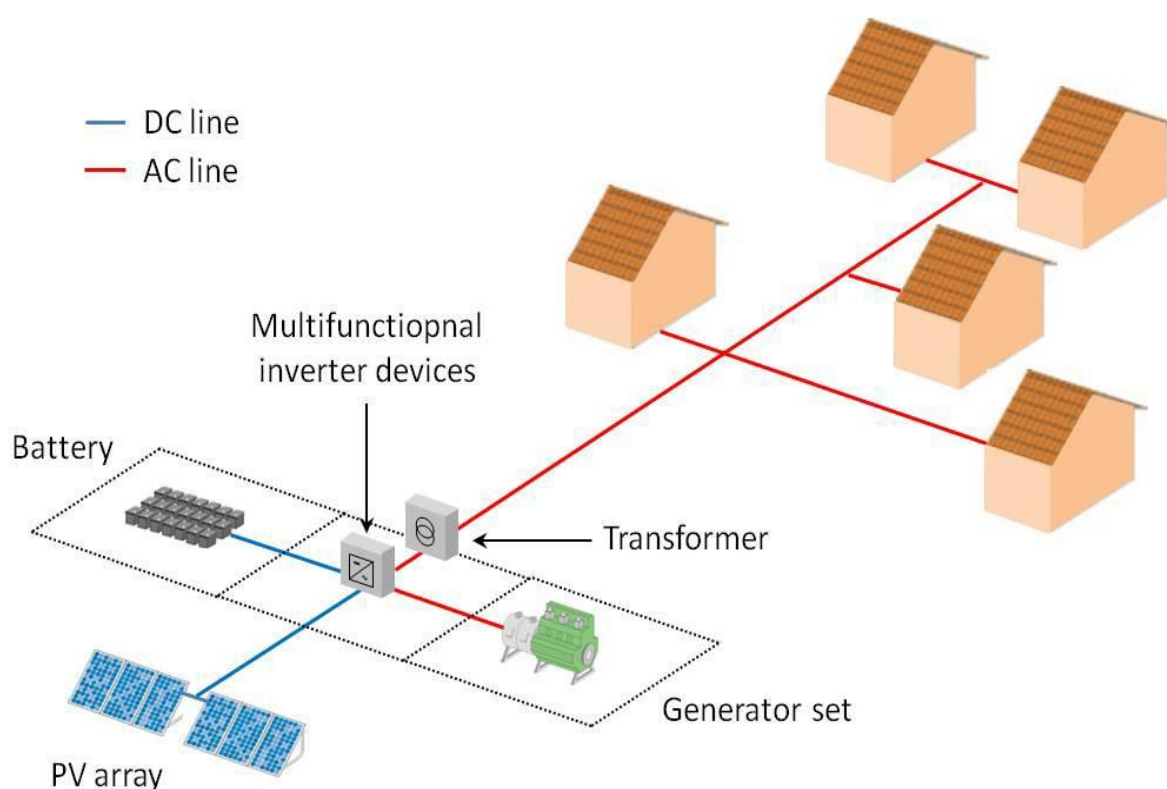 DC line
AC line
Multifunctiopnal
inverter devices
Battery
Transformer
Generator set
PV array